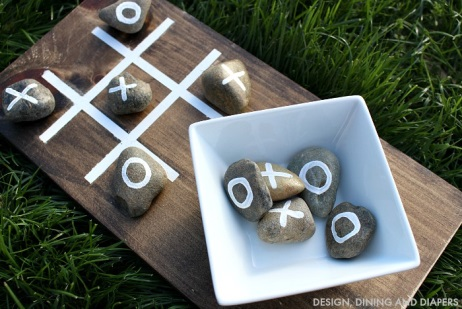 O
X X X
O
X
O O
X O
DESIGN, DINING AND DIAPERS